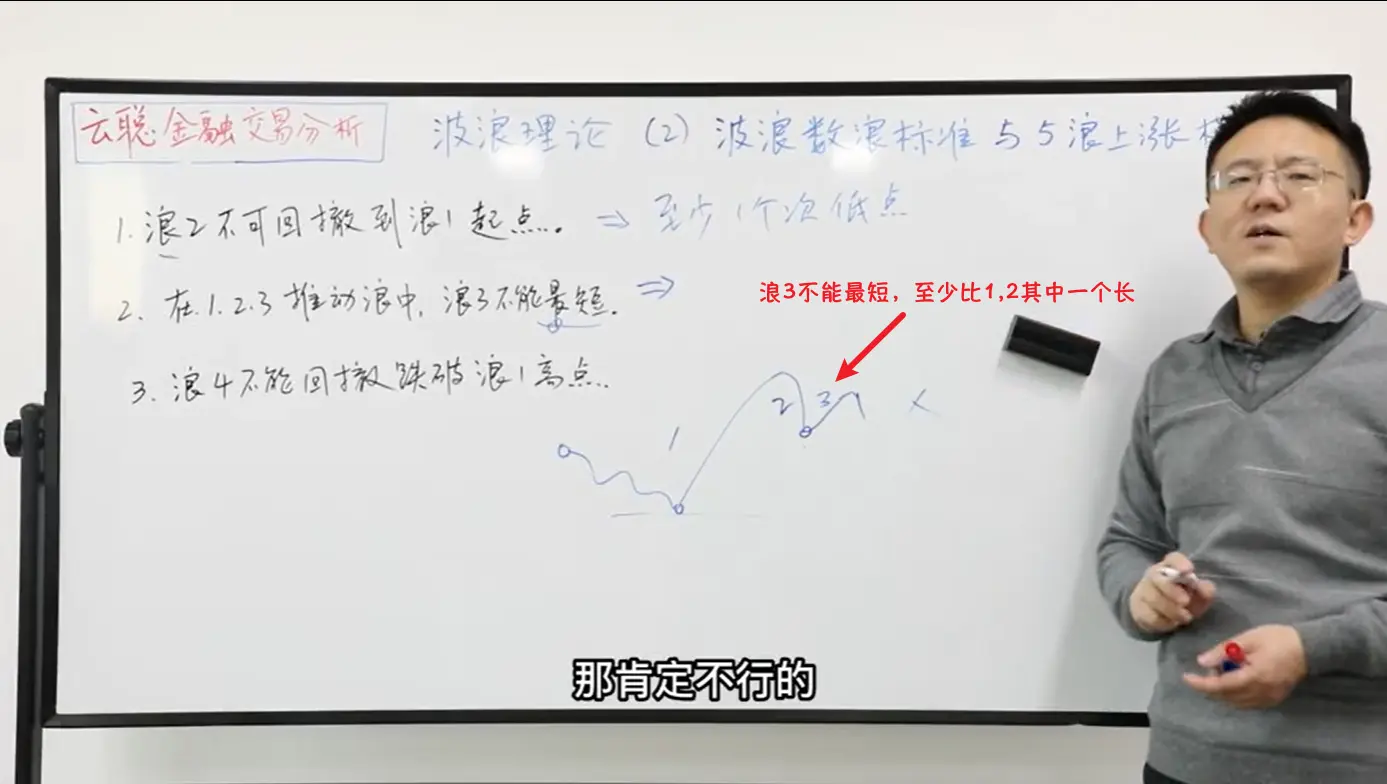 云聪金融交易分析
波浪理论 (2) 波浪数浪标准与5浪上涨
1. 浪2不可回撤到浪1起点. ⇒ 至少1个次低点
2. 在1.2.3推动浪中, 浪3不能最短. ⇒
浪3不能最短，至少比1,2其中一个长
3. 浪4不能回撤跌破浪1高点.
1
2
3
×
那肯定不行的